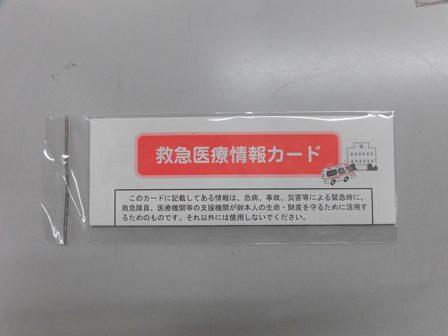 救急医療情報カード
このカードに記載してある情報は、急病、事故、災害等による緊急時に、
救急隊員、医療機関等の支援機関が御本人の生命・財産を守るために活用す
るためのものです。それ以外には使用しないでください。